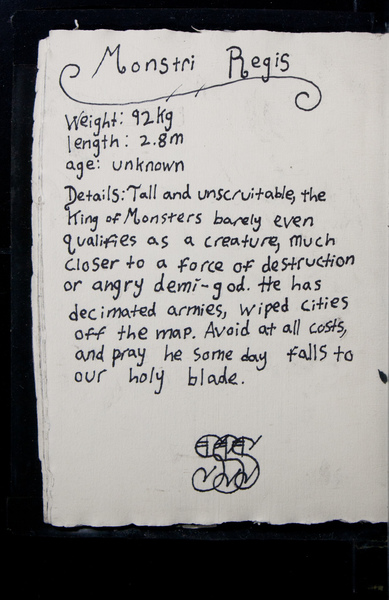 Monstri Regis
Weight: 92kg
length: 2.8m
age: unknown
Details: Tall and unscruitable, the
King of Monsters barely even
qualifies as a creature, much
closer to a force of destruction
or angry demi-god. He has
decimated armies, wiped cities
off the map. Avoid at all costs,
and pray he some day falls to
our holy blade.